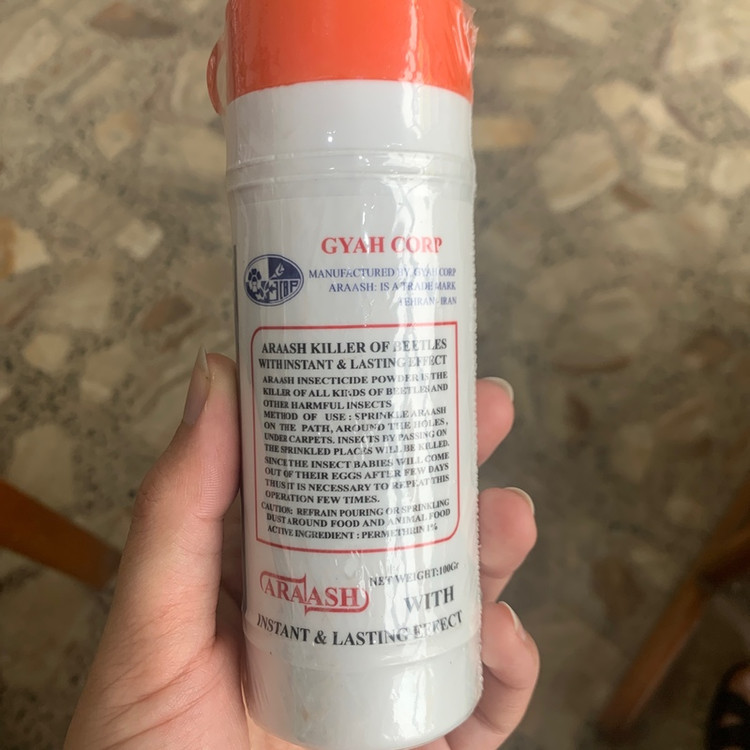 GYAH CORP
MANUFACTURED BY GYAH CORP
ARAASH: IS A TRADE MARK
TEHRAN - IRAN
ARAASH KILLER OF BEETLES
WITH INSTANT & LASTING EFFECT
ARAASH INSECTICIDE POWDER IS THE
KILLER OF ALL KINDS OF BEETLES AND
OTHER HARMFUL INSECTS
METHOD OF USE : SPRINKLE ARAASH
ON THE PATH, AROUND THE HOLES,
UNDER CARPETS. INSECTS BY PASSING ON
THE SPRINKLED PLACES WILL BE KILLED.
SINCE THE INSECT BABIES WILL COME
OUT OF THEIR EGGS AFTER FEW DAYS
THUS IT IS NECESSARY TO REPEAT THIS
OPERATION FEW TIMES.
CAUTION: REFRAIN POURING OR SPRINKLING
DUST AROUND FOOD AND ANIMAL FOOD
ACTIVE INGREDIENT : PERMETHRIN 1%
NET WEIGHT:100Gr
ARAASH WITH
INSTANT & LASTING EFFECT